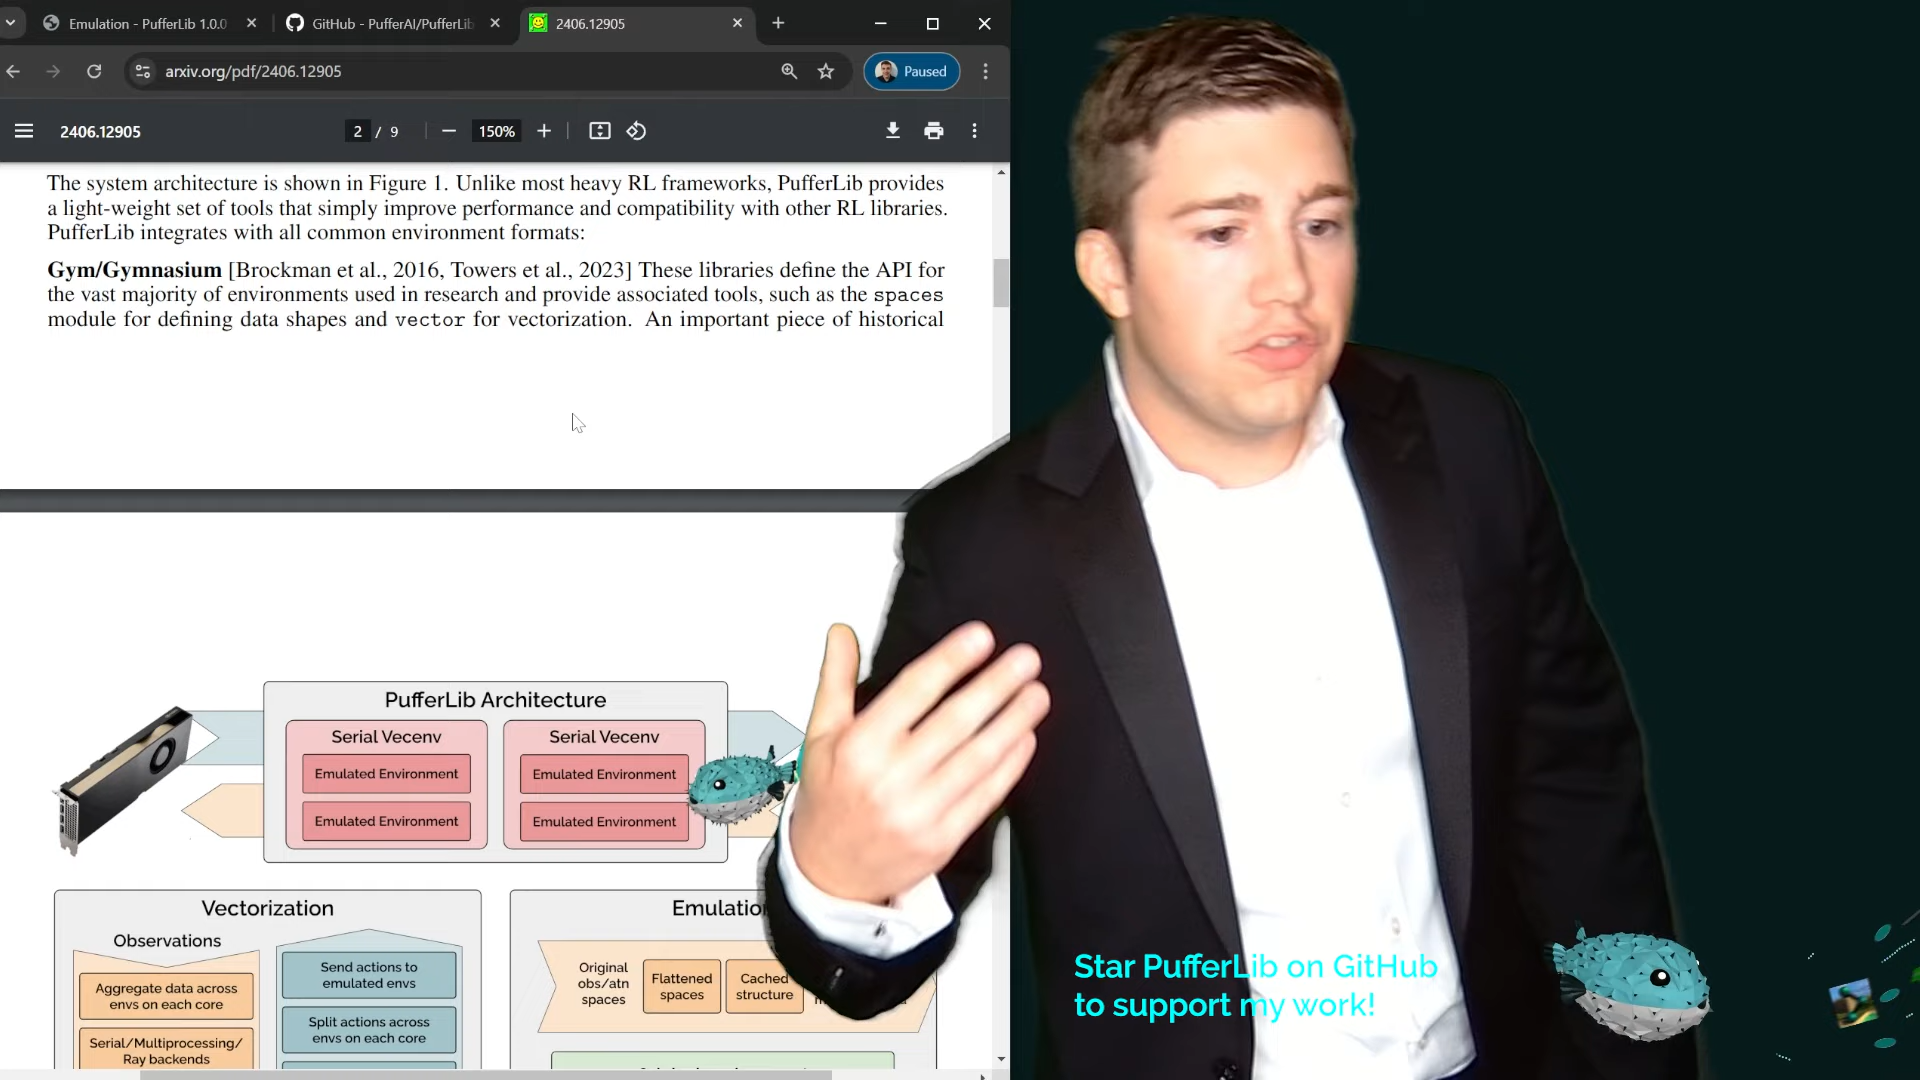 Emulation - PufferLib 1.0.0
GitHub - PufferAI/PufferLib
2406.12905
arxiv.org/pdf/2406.12905
Paused
2406.12905
2 / 9
150%
The system architecture is shown in Figure 1. Unlike most heavy RL frameworks, PufferLib provides
a light-weight set of tools that simply improve performance and compatibility with other RL libraries.
PufferLib integrates with all common environment formats:
Gym/Gymnasium [Brockman et al., 2016, Towers et al., 2023] These libraries define the API for
the vast majority of environments used in research and provide associated tools, such as the spaces
module for defining data shapes and vector for vectorization. An important piece of historical
PufferLib Architecture
Serial Vecenv
Emulated Environment
Emulated Environment
Serial Vecenv
Emulated Environment
Emulated Environment
Vectorization
Observations
Aggregate data across
envs on each core
Serial/Multiprocessing/
Ray backends
Send actions to
emulated envs
Split actions across
envs on each core
Emulation
Original
obs/atn
spaces
Flattened
spaces
Cached
structure
Star PufferLib on GitHub
to support my work!